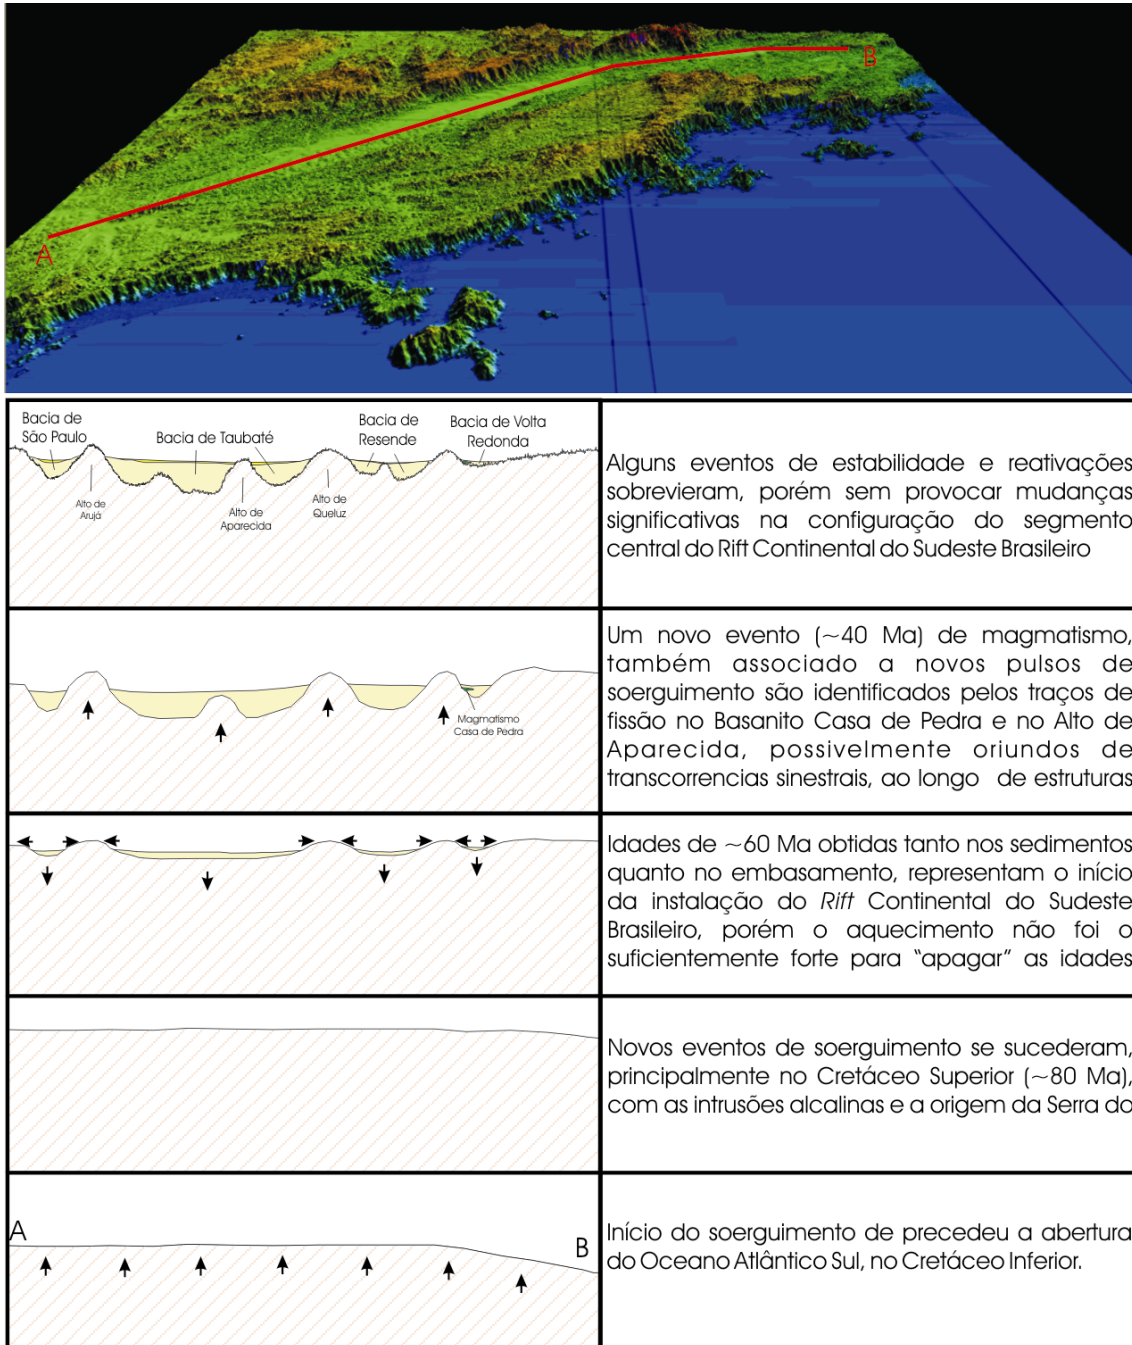 A
B
Bacia de
São Paulo
Bacia de Taubaté
Bacia de
Resende
Bacia de Volta
Redonda
Alto de
Arujá
Alto de
Aparecida
Alto de
Queluz
Alguns eventos de estabilidade e reativações
sobrevieram, porém sem provocar mudanças
significativas na configuração do segmento
central do Rift Continental do Sudeste Brasileiro
Magmatismo
Casa de Pedra
Um novo evento (~40 Ma) de magmatismo,
também associado a novos pulsos de
soerguimento são identificados pelos traços de
fissão no Basanito Casa de Pedra e no Alto de
Aparecida, possivelmente oriundos de
transcorrencias sinestrais, ao longo de estruturas
Idades de ~60 Ma obtidas tanto nos sedimentos
quanto no embasamento, representam o início
da instalação do Rift Continental do Sudeste
Brasileiro, porém o aquecimento não foi o
suficientemente forte para “apagar” as idades
Novos eventos de soerguimento se sucederam,
principalmente no Cretáceo Superior (~80 Ma),
com as intrusões alcalinas e a origem da Serra do
A
B
Início do soerguimento de precedeu a abertura
do Oceano Atlântico Sul, no Cretáceo Inferior.